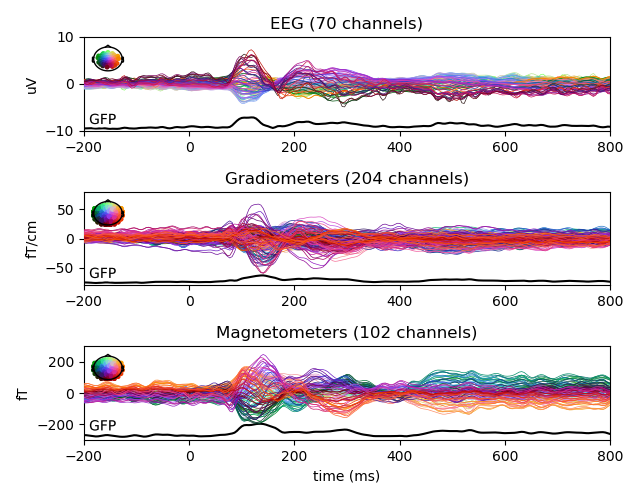 EEG (70 channels)
10
0
−10
uV
GFP
−200 0 200 400 600 800
Gradiometers (204 channels)
50
0
−50
fT/cm
GFP
−200 0 200 400 600 800
Magnetometers (102 channels)
200
0
−200
fT
GFP
−200 0 200 400 600 800
time (ms)